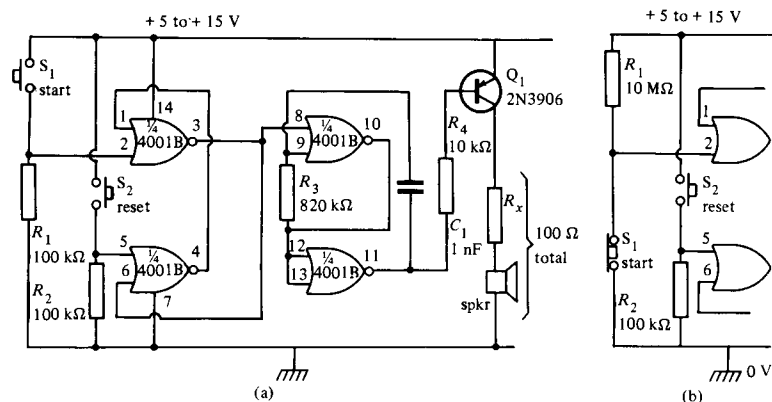 + 5 to + 15 V
S1
start
14
1
2
¼
4001B
3
S2
reset
R1
100 kΩ
R2
100 kΩ
5
6
¼
4001B
4
7
8
9
¼
4001B
10
R3
820 kΩ
12
13
¼
4001B
11
C1
1 nF
R4
10 kΩ
Q1
2N3906
Rx
100 Ω
total
spkr
(a)
+ 5 to + 15 V
R1
10 MΩ
1
2
S2
reset
S1
start
5
6
R2
100 kΩ
0 V
(b)